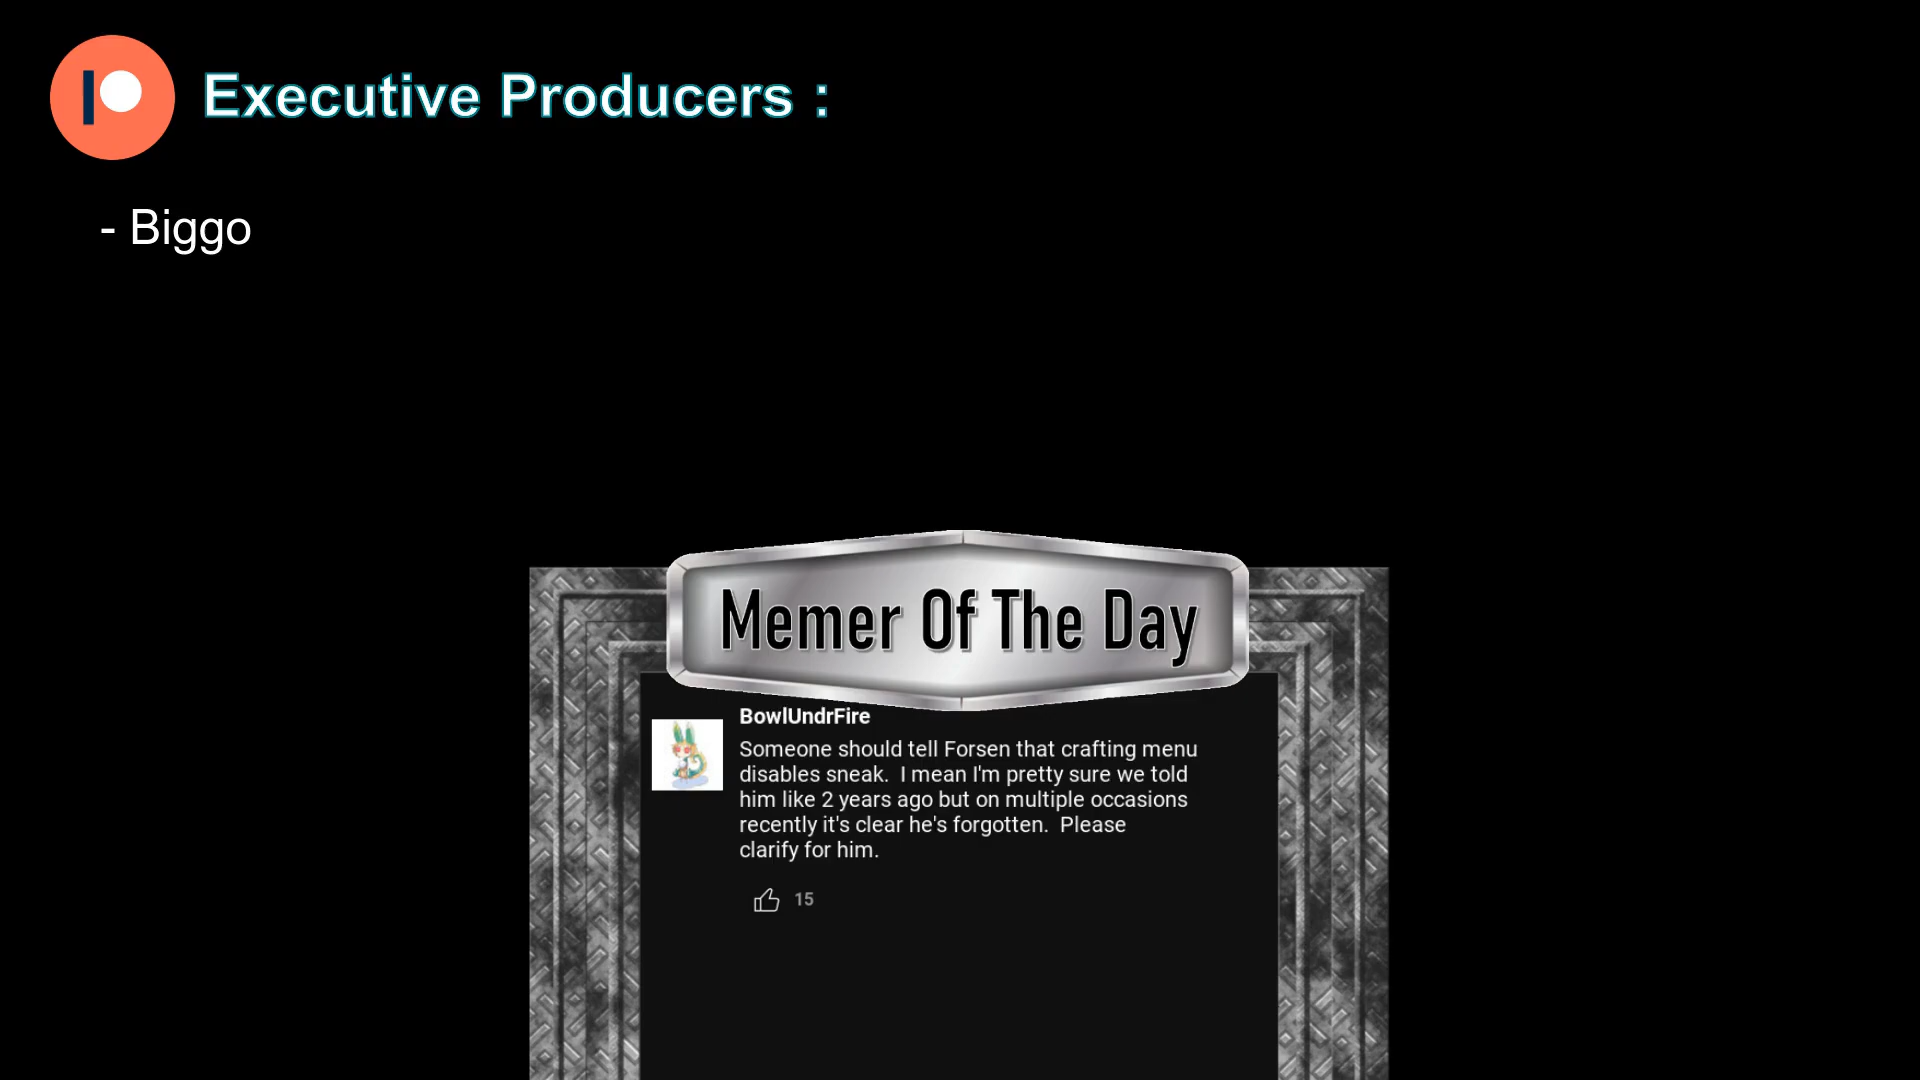 Executive Producers :
- Biggo
Memer Of The Day
BowlUndrFire
Someone should tell Forsen that crafting menu
disables sneak.  I mean I'm pretty sure we told
him like 2 years ago but on multiple occasions
recently it's clear he's forgotten.  Please
clarify for him.
15